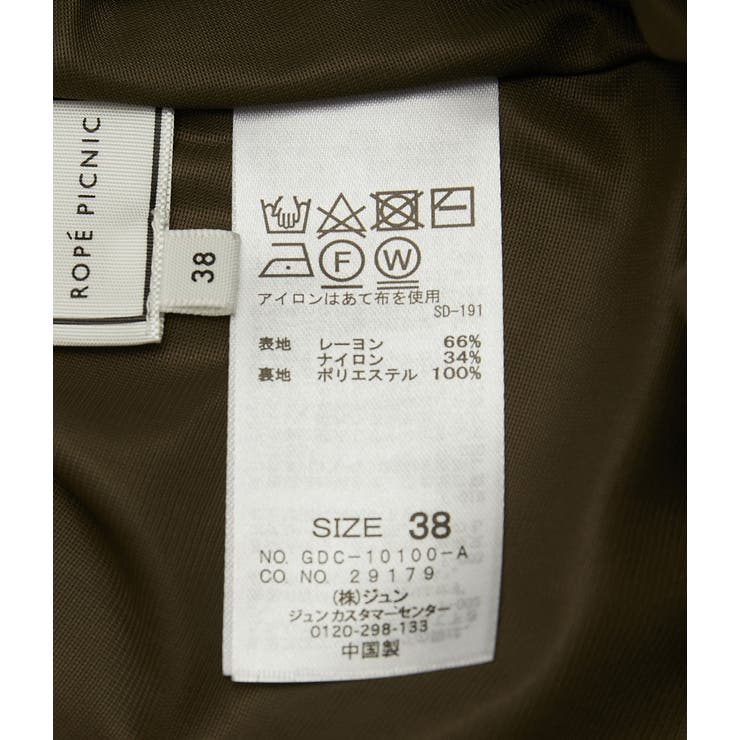 ROPÉ PICNIC
38
F W
アイロンはあて布を使用
SD-191
表地 レーヨン 66%
ナイロン 34%
裏地 ポリエステル 100%
SIZE 38
NO. GDC-10100-A
CO. NO. 29179
(株)ジュン
ジュンカスタマーセンター
0120-298-133
中国製